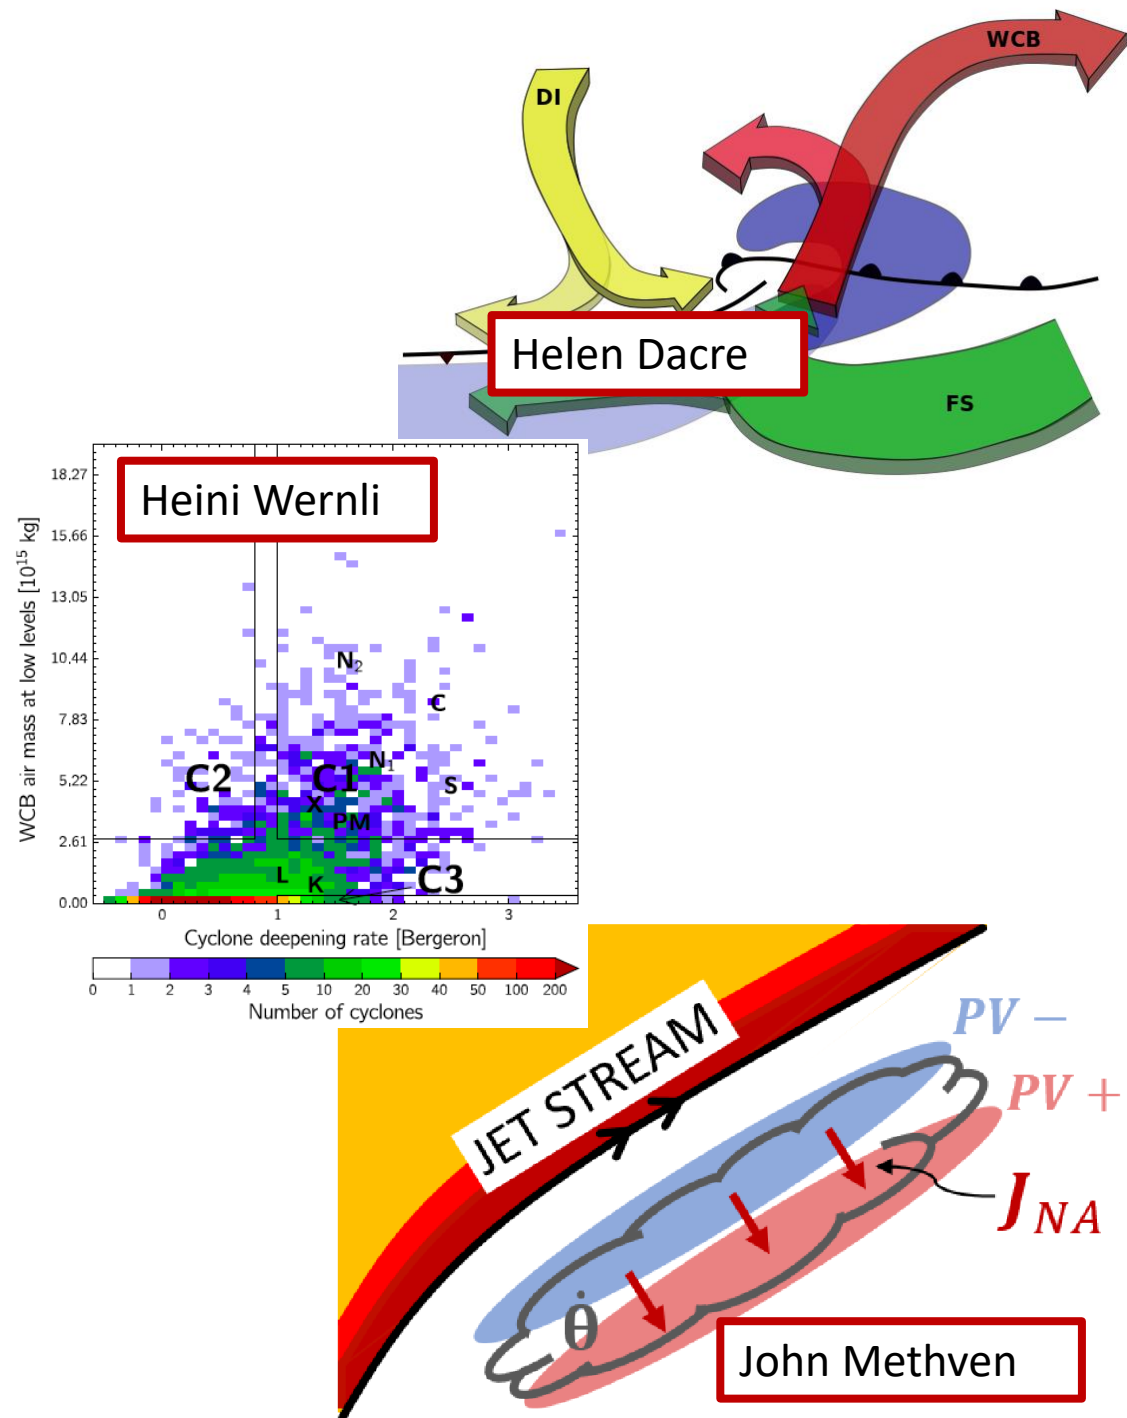 WCB
DI
Helen Dacre
FS
Heini Wernli
WCB air mass at low levels [10¹⁵ kg]
18.27
15.66
13.05
10.44
7.83
5.22
2.61
0.00
N₂
C
N₁
C2
C1
S
X
PM
L
K
C3
0 1 2 3
Cyclone deepening rate [Bergeron]
0 1 2 3 4 5 10 20 30 40 50 100 200
Number of cyclones
JET STREAM
PV −
PV +
J_NA
θ̇
John Methven